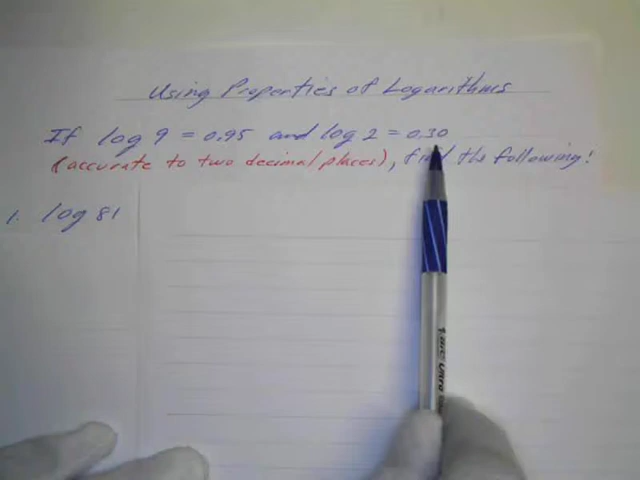 Using Properties of Logarithms
If log 9 = 0.95 and log 2 = 0.30
(accurate to two decimal places), find the following:
1. log 81